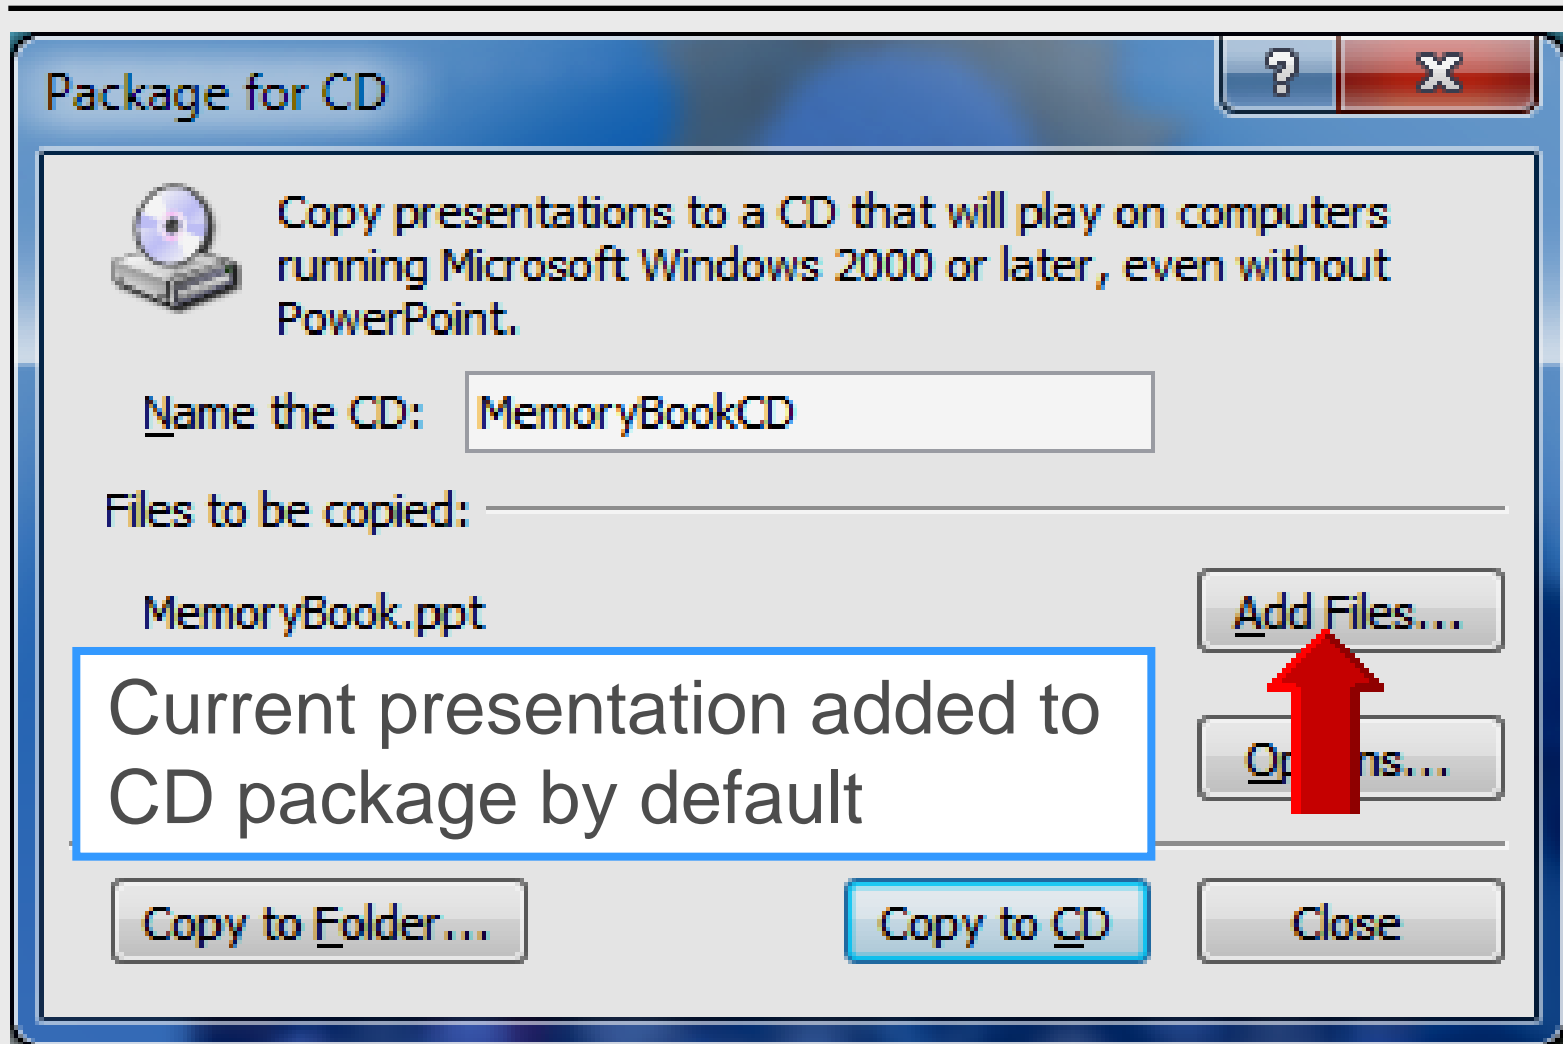 Package for CD
?
Copy presentations to a CD that will play on computers
running Microsoft Windows 2000 or later, even without
PowerPoint.
Name the CD: MemoryBookCD
Files to be copied:
MemoryBook.ppt
Add Files...
Current presentation added to
CD package by default
Copy to Folder...
Copy to CD
Close